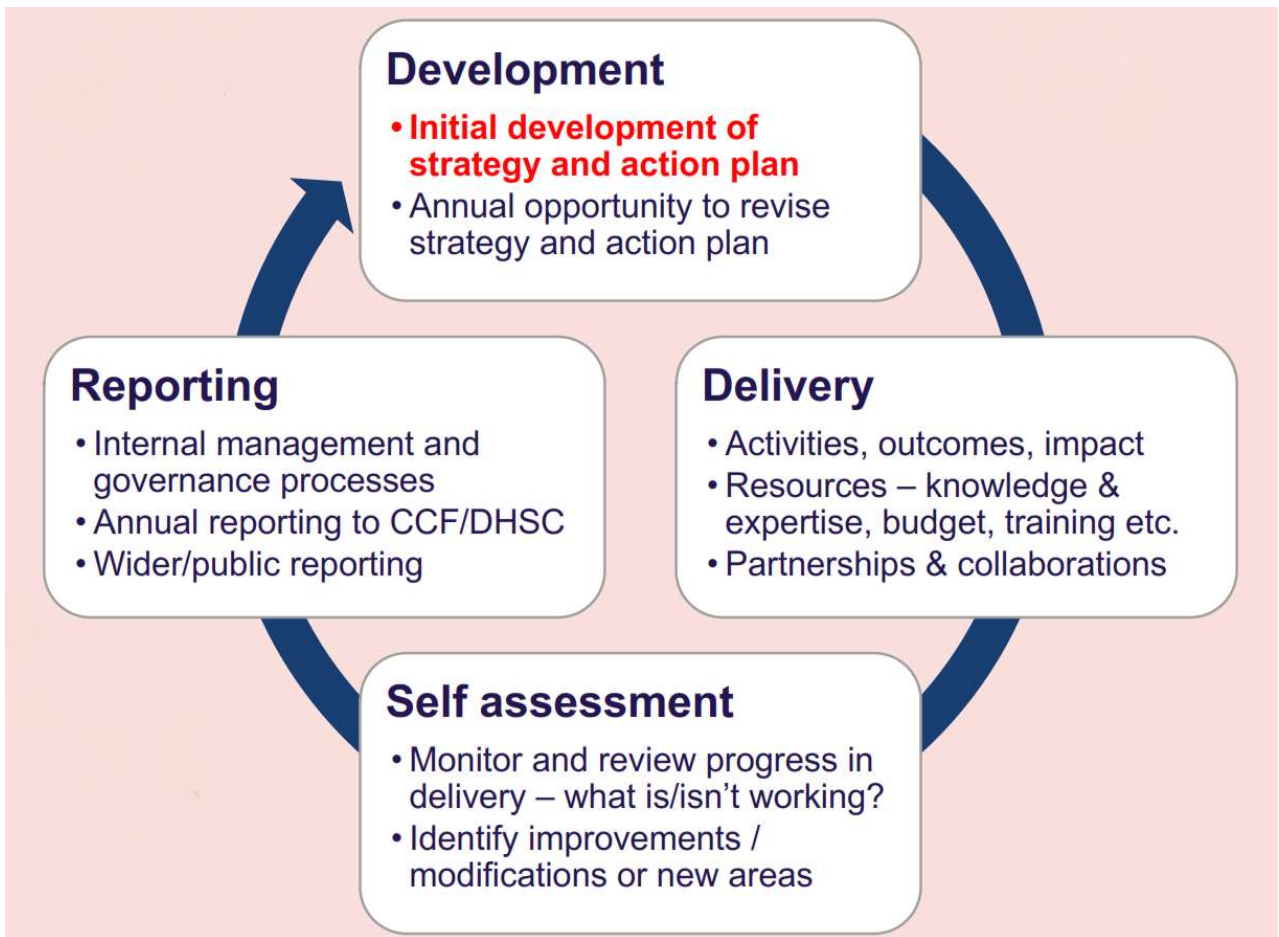 Development
• Initial development of
strategy and action plan
• Annual opportunity to revise
strategy and action plan
Delivery
• Activities, outcomes, impact
• Resources – knowledge &
expertise, budget, training etc.
• Partnerships & collaborations
Self assessment
• Monitor and review progress in
delivery – what is/isn’t working?
• Identify improvements /
modifications or new areas
Reporting
• Internal management and
governance processes
• Annual reporting to CCF/DHSC
• Wider/public reporting